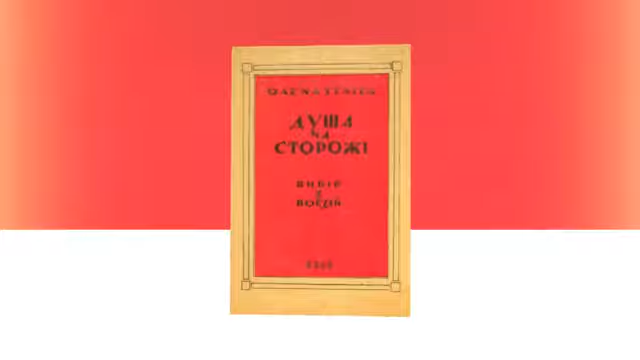 ОЛЕНА ТЕЛІГА
ДУША
НА
СТОРОЖІ
ВИБІР
З
ПОЕЗІЙ